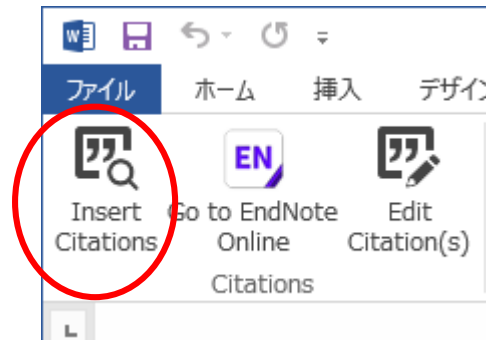 ファイル ホーム 挿入 デザイン
EN
Insert Go to EndNote Edit
Citations Online Citation(s)
Citations